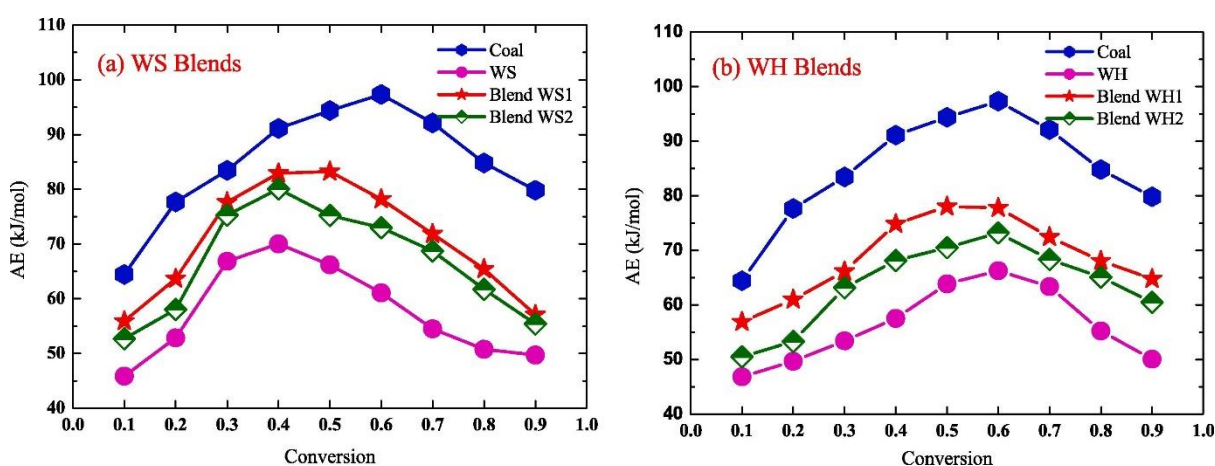 (a) WS Blends
Coal
WS
Blend WS1
Blend WS2
AE (kJ/mol)
110
100
90
80
70
60
50
40
0.0 0.1 0.2 0.3 0.4 0.5 0.6 0.7 0.8 0.9 1.0
Conversion
(b) WH Blends
Coal
WH
Blend WH1
Blend WH2
AE (kJ/mol)
110
100
90
80
70
60
50
40
0.0 0.1 0.2 0.3 0.4 0.5 0.6 0.7 0.8 0.9 1.0
Conversion